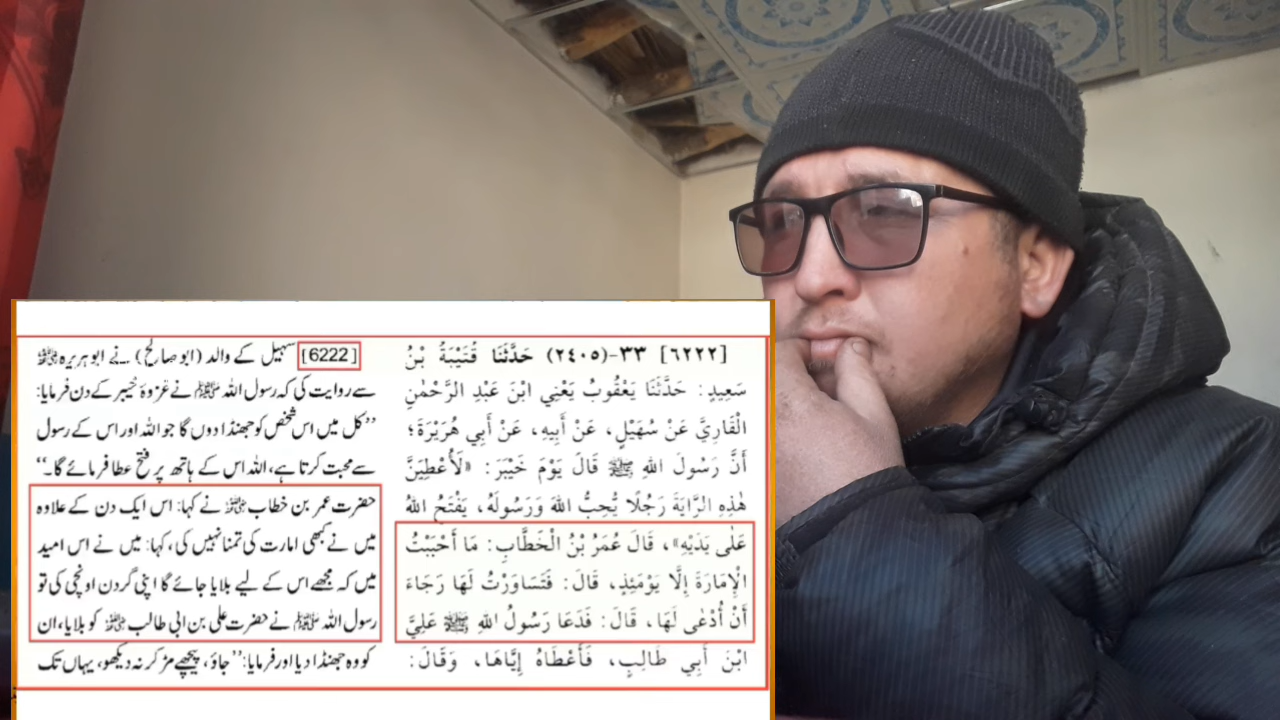 [٦٢٢٢] ٣٣-(٢٤٠٥) حَدَّثَنَا قُتَيْبَةُ بْنُ
سَعِيدٍ: حَدَّثَنَا يَعْقُوبُ يَعْنِي ابْنَ عَبْدِ الرَّحْمٰنِ
الْقَارِيَّ عَنْ سُهَيْلٍ، عَنْ أَبِيهِ، عَنْ أَبِي هُرَيْرَةَ؛
أَنَّ رَسُولَ اللهِ ﷺ قَالَ يَوْمَ خَيْبَرَ: «لَأُعْطِيَنَّ
هٰذِهِ الرَّايَةَ رَجُلًا يُحِبُّ اللهَ وَرَسُولَهُ، يَفْتَحُ اللهُ
عَلٰى يَدَيْهِ»، قَالَ عُمَرُ بْنُ الْخَطَّابِ: مَا أَحْبَبْتُ
الْإِمَارَةَ إِلَّا يَوْمَئِذٍ، قَالَ: فَتَسَاوَرْتُ لَهَا رَجَاءَ
أَنْ أُدْعٰى لَهَا، قَالَ: فَدَعَا رَسُولُ اللهِ ﷺ عَلِيَّ
ابْنَ أَبِي طَالِبٍ، فَأَعْطَاهُ إِيَّاهَا، وَقَالَ:
[6222] سہیل کے والد (ابو صالح) نے ابو ہریرہ ؓ
سے روایت کی کہ رسول اللہ ﷺ نے غزوۂ خیبر کے دن فرمایا:
’’کل میں اس شخص کو جھنڈا دوں گا جو اللہ اور اس کے رسول
سے محبت کرتا ہے، اللہ اس کے ہاتھ پر فتح عطا فرمائے گا۔‘‘
حضرت عمر بن خطاب ؓ نے کہا: اس ایک دن کے علاوہ
میں نے کبھی امارت کی تمنا نہیں کی، کہا: میں نے اس امید
میں کہ مجھے اس کے لیے بلایا جائے گا اپنی گردن اونچی کی تو
رسول اللہ ﷺ نے حضرت علی بن ابی طالب ؓ کو بلایا، ان
کو وہ جھنڈا دیا اور فرمایا: ’’جاؤ، پیچھے مڑ کر نہ دیکھو، یہاں تک